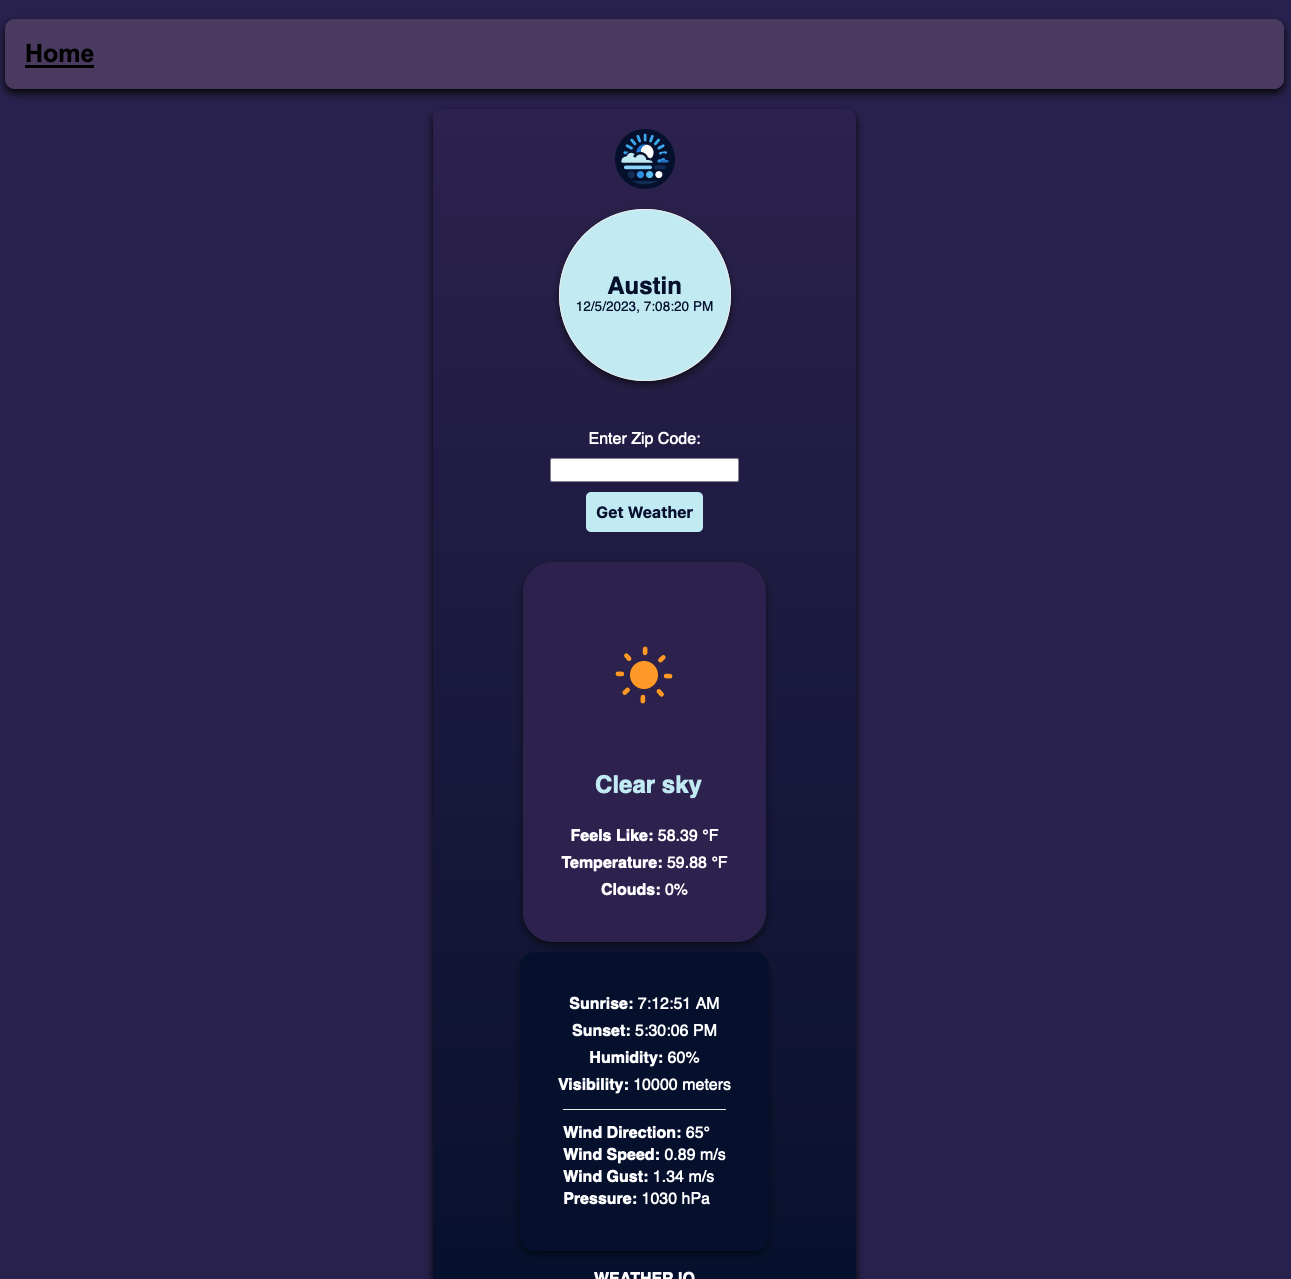 Home
Austin
12/5/2023, 7:08:20 PM
Enter Zip Code:
Get Weather
Clear sky
Feels Like: 58.39 °F
Temperature: 59.88 °F
Clouds: 0%
Sunrise: 7:12:51 AM
Sunset: 5:30:06 PM
Humidity: 60%
Visibility: 10000 meters
Wind Direction: 65°
Wind Speed: 0.89 m/s
Wind Gust: 1.34 m/s
Pressure: 1030 hPa
WEATHER IQ